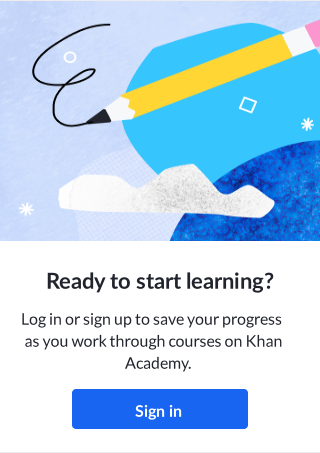 Ready to start learning?
Log in or sign up to save your progress
as you work through courses on Khan
Academy.
Sign in